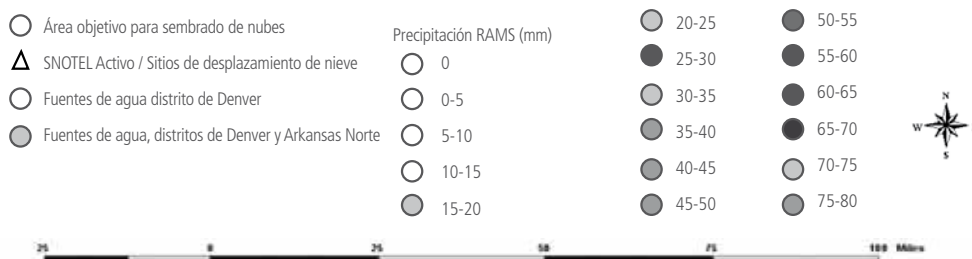 Área objetivo para sembrado de nubes
SNOTEL Activo / Sitios de desplazamiento de nieve
Fuentes de agua distrito de Denver
Fuentes de agua, distritos de Denver y Arkansas Norte
Precipitación RAMS (mm)
0
0-5
5-10
10-15
15-20
20-25
25-30
30-35
35-40
40-45
45-50
50-55
55-60
60-65
65-70
70-75
75-80
N
W
S
25 0 25 50 75 100 Miles